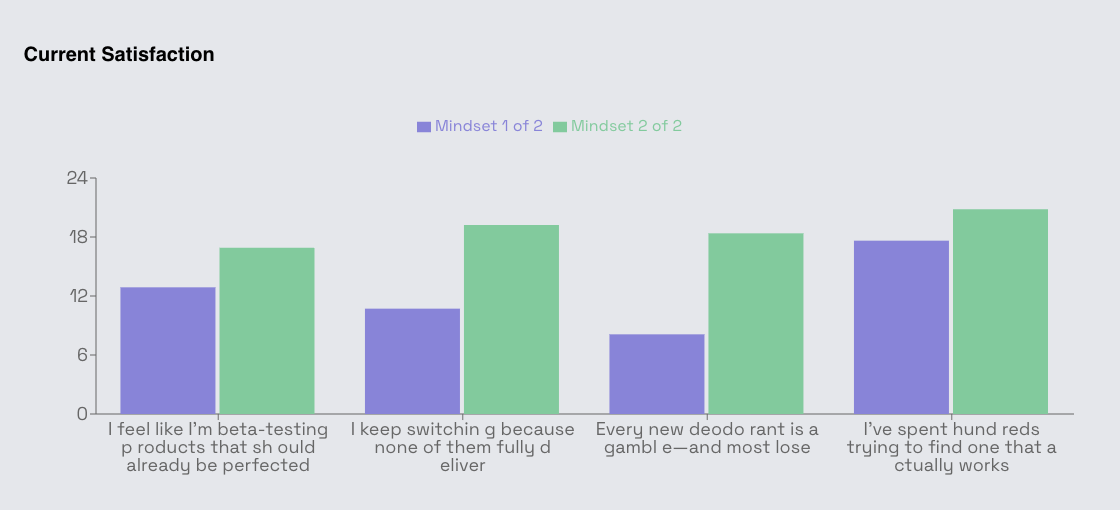 Current Satisfaction
Mindset 1 of 2 Mindset 2 of 2
24
18
12
6
0
I feel like I'm beta-testing
p roducts that sh ould
already be perfected
I keep switchin g because
none of them fully d
eliver
Every new deodo rant is a
gambl e—and most lose
I've spent hund reds
trying to find one that a
ctually works